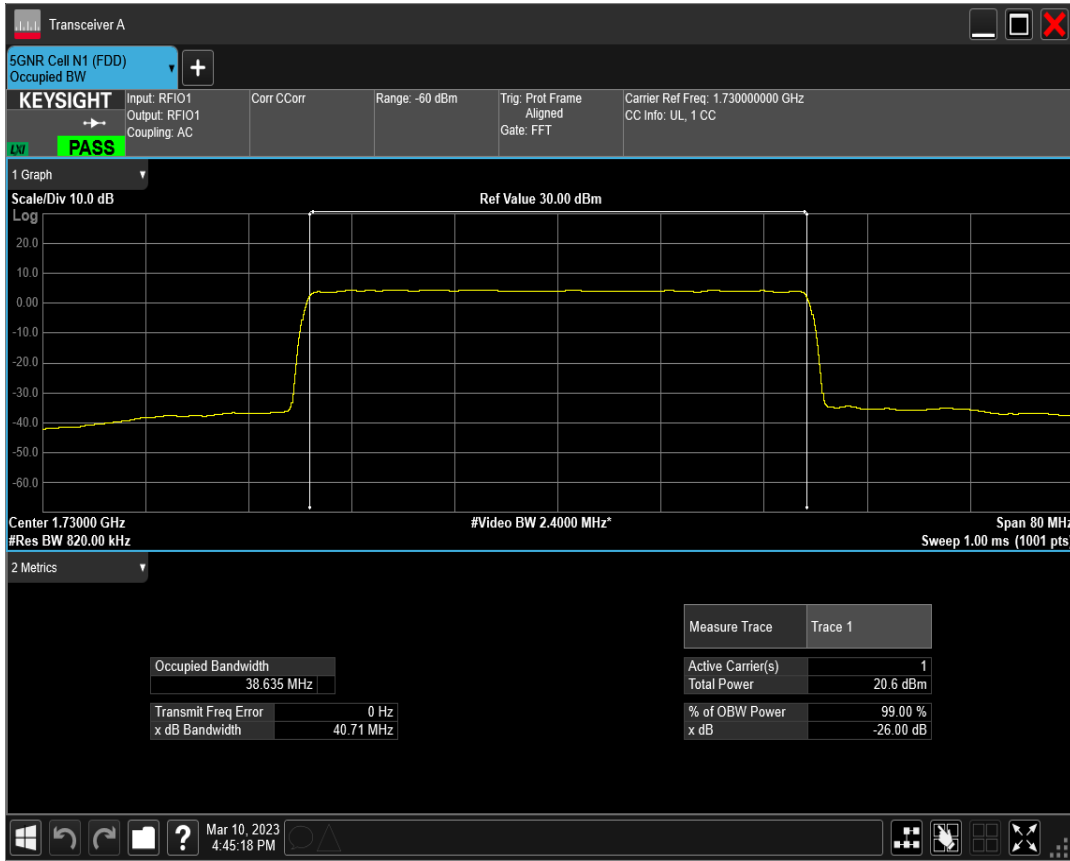 Transceiver A
5GNR Cell N1 (FDD)
Occupied BW
+
KEYSIGHT
LXI
PASS
Input: RFIO1
Output: RFIO1
Coupling: AC
Corr CCorr
Range: -60 dBm
Trig: Prot Frame
Aligned
Gate: FFT
Carrier Ref Freq: 1.730000000 GHz
CC Info: UL, 1 CC
1 Graph
Scale/Div 10.0 dB
Ref Value 30.00 dBm
Log
20.0
10.0
0.00
-10.0
-20.0
-30.0
-40.0
-50.0
-60.0
Center 1.73000 GHz
#Video BW 2.4000 MHz*
Span 80 MHz
#Res BW 820.00 kHz
Sweep 1.00 ms (1001 pts)
2 Metrics
Measure Trace Trace 1
Occupied Bandwidth
38.635 MHz
Active Carrier(s) 1
Total Power 20.6 dBm
Transmit Freq Error 0 Hz
x dB Bandwidth 40.71 MHz
% of OBW Power 99.00 %
x dB -26.00 dB
?
Mar 10, 2023
4:45:18 PM